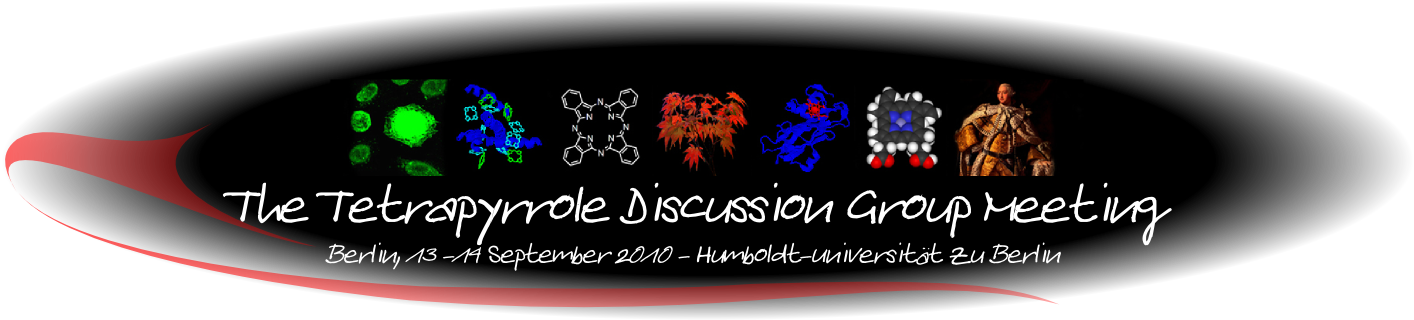 The Tetrapyrrole Discussion Group Meeting
Berlin, 13 -14 September 2010 - Humboldt-universität zu Berlin